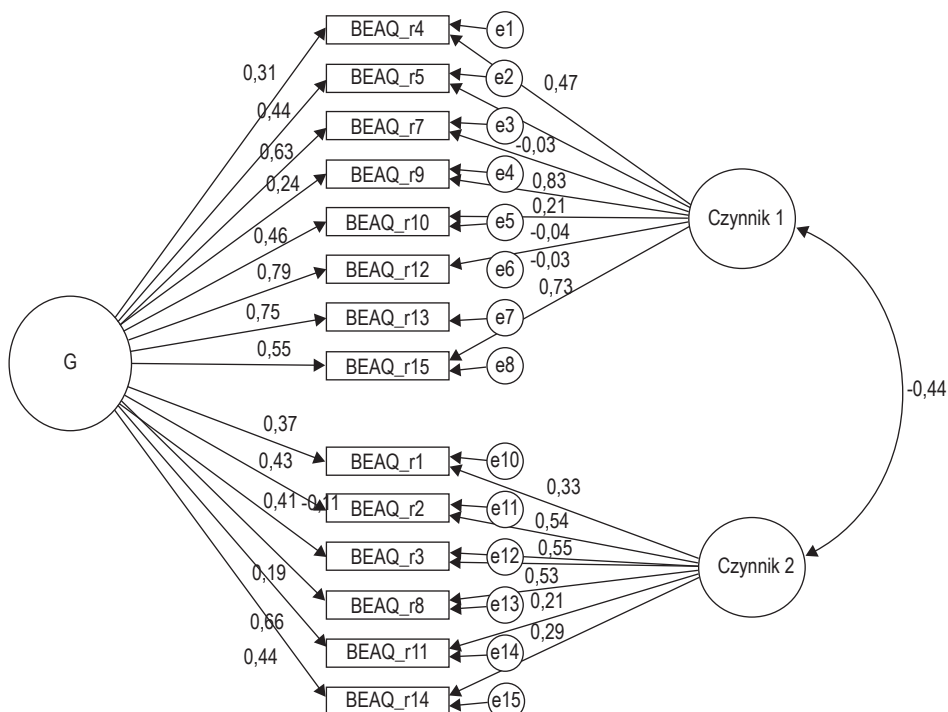 BEAQ_r4
e1
0,31
0,47
BEAQ_r5
e2
0,44
BEAQ_r7
e3
-0,03
0,63
BEAQ_r9
e4
0,83
0,24
BEAQ_r10
e5
0,21
Czynnik 1
0,46
-0,04
BEAQ_r12
e6
-0,03
0,79
0,73
BEAQ_r13
e7
0,75
G
BEAQ_r15
e8
0,55
-0,44
0,37
BEAQ_r1
e10
0,43
0,33
0,41
-0,11
BEAQ_r2
e11
0,54
BEAQ_r3
e12
0,55
Czynnik 2
0,19
0,53
BEAQ_r8
e13
0,21
0,66
0,29
BEAQ_r11
e14
0,44
BEAQ_r14
e15